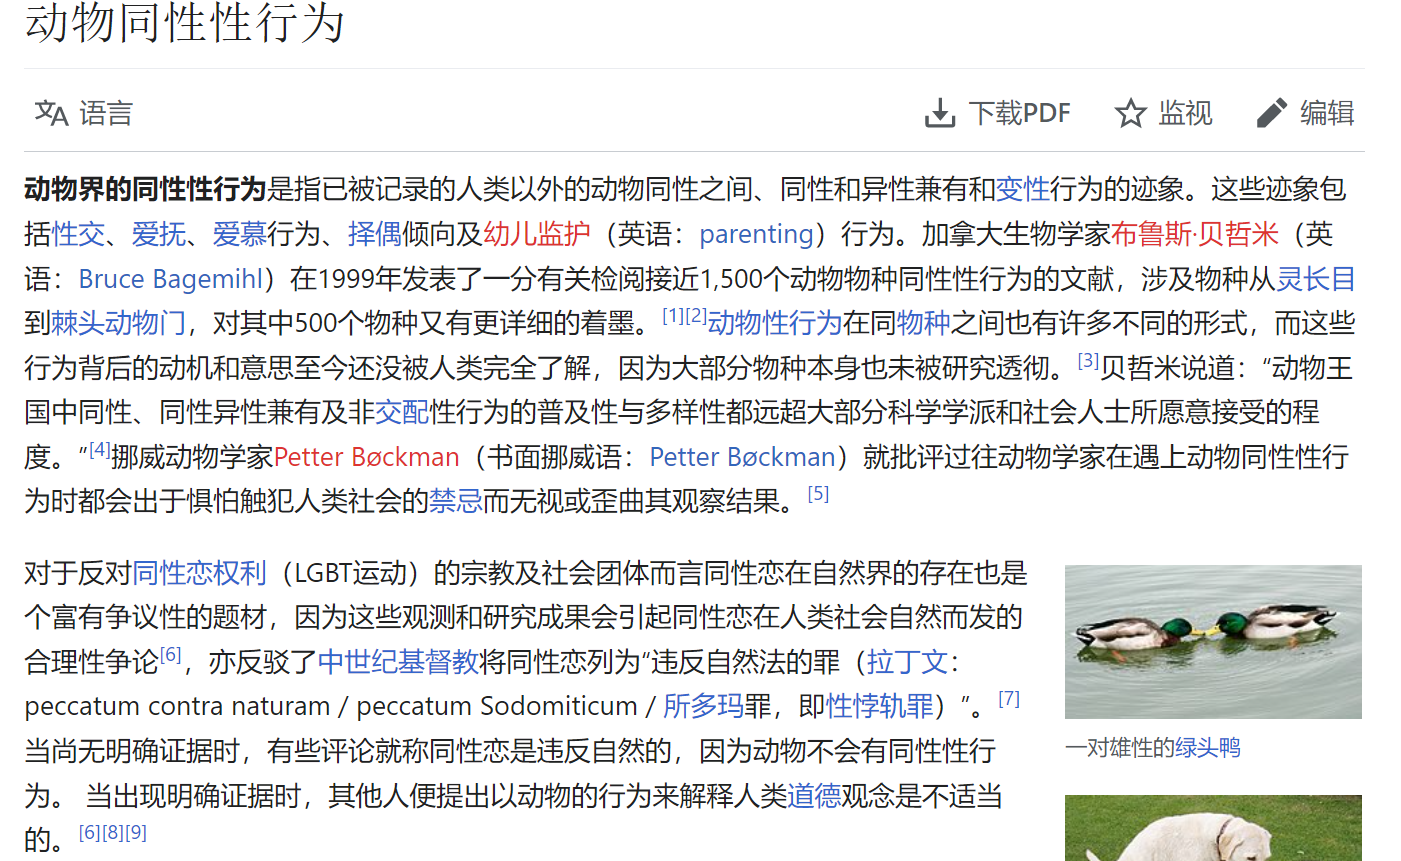 动物同性性行为
语言
下载PDF
监视
编辑
动物界的同性性行为是指已被记录的人类以外的动物同性之间、同性和异性兼有和变性行为的迹象。这些迹象包
括性交、爱抚、爱慕行为、择偶倾向及幼儿监护（英语：parenting）行为。加拿大生物学家布鲁斯·贝哲米（英
语：Bruce Bagemihl）在1999年发表了一分有关检阅接近1,500个动物物种同性性行为的文献，涉及物种从灵长目
到棘头动物门，对其中500个物种又有更详细的着墨。[1][2]动物性行为在同物种之间也有许多不同的形式，而这些
行为背后的动机和意思至今还没被人类完全了解，因为大部分物种本身也未被研究透彻。[3]贝哲米说道：“动物王
国中同性、同性异性兼有及非交配性行为的普及性与多样性都远超大部分科学学派和社会人士所愿意接受的程
度。”[4]挪威动物学家Petter Bøckman（书面挪威语：Petter Bøckman）就批评过往动物学家在遇上动物同性性行
为时都会出于惧怕触犯人类社会的禁忌而无视或歪曲其观察结果。[5]
对于反对同性恋权利（LGBT运动）的宗教及社会团体而言同性恋在自然界的存在也是
个富有争议性的题材，因为这些观测和研究成果会引起同性恋在人类社会自然而发的
合理性争论[6]，亦反驳了中世纪基督教将同性恋列为“违反自然法的罪（拉丁文：
peccatum contra naturam / peccatum Sodomiticum / 所多玛罪，即性悖轨罪）”。[7]
当尚无明确证据时，有些评论就称同性恋是违反自然的，因为动物不会有同性性行
为。 当出现明确证据时，其他人便提出以动物的行为来解释人类道德观念是不适当
的。[6][8][9]
一对雄性的绿头鸭